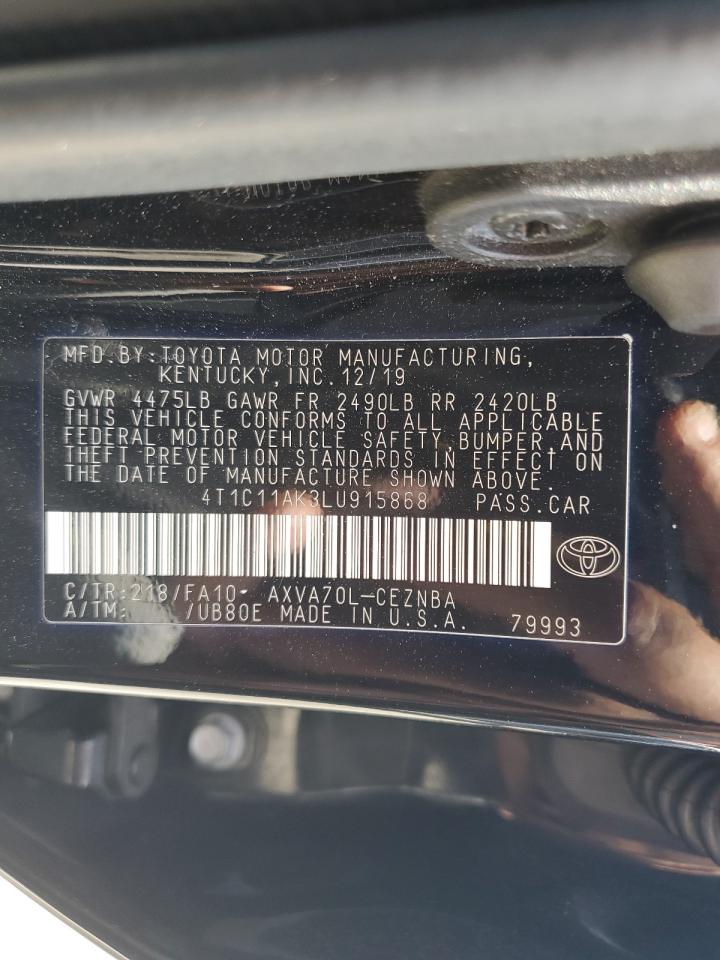 MFD.BY:TOYOTA MOTOR MANUFACTURING,
KENTUCKY,INC.12/19
GVWR 4475LB GAWR FR 2490LB RR 2420LB
THIS VEHICLE CONFORMS TO ALL APPLICABLE
FEDERAL MOTOR VEHICLE SAFETY,BUMPER AND
THEFT-PREVENTION STANDARDS IN EFFECT ON
THE DATE OF MANUFACTURE SHOWN ABOVE.
4T1C11AK3LU915868 PASS.CAR
C/TR:218/FA10 AXVA70L-CEZNBA
A/TM: /UB80E MADE IN U.S.A. 79993